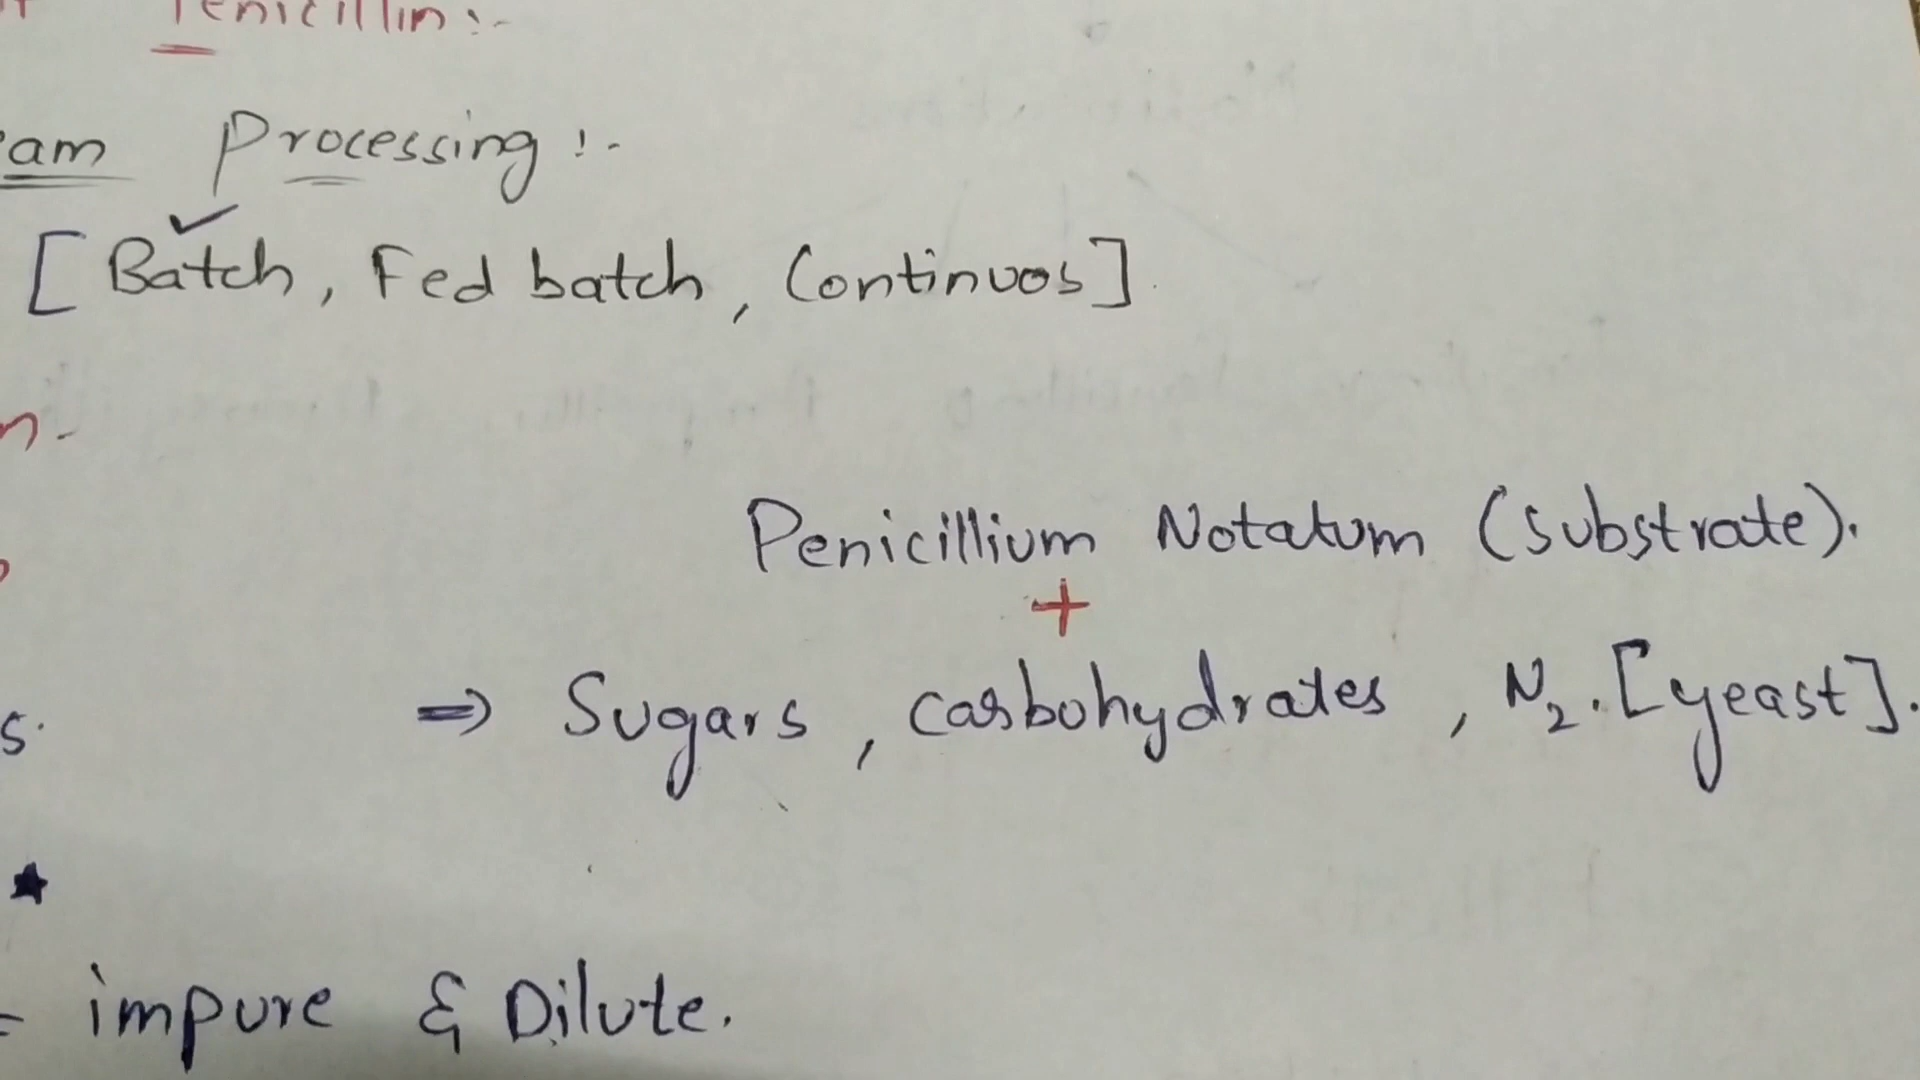 Penicillin:-
am Processing :-
[Batch, Fed batch, Continuos].
n-
Penicillium Notatum (substrate).
+
s. ⇒ Sugars, carbohydrates, N₂. [yeast].
★
= impure & Dilute.